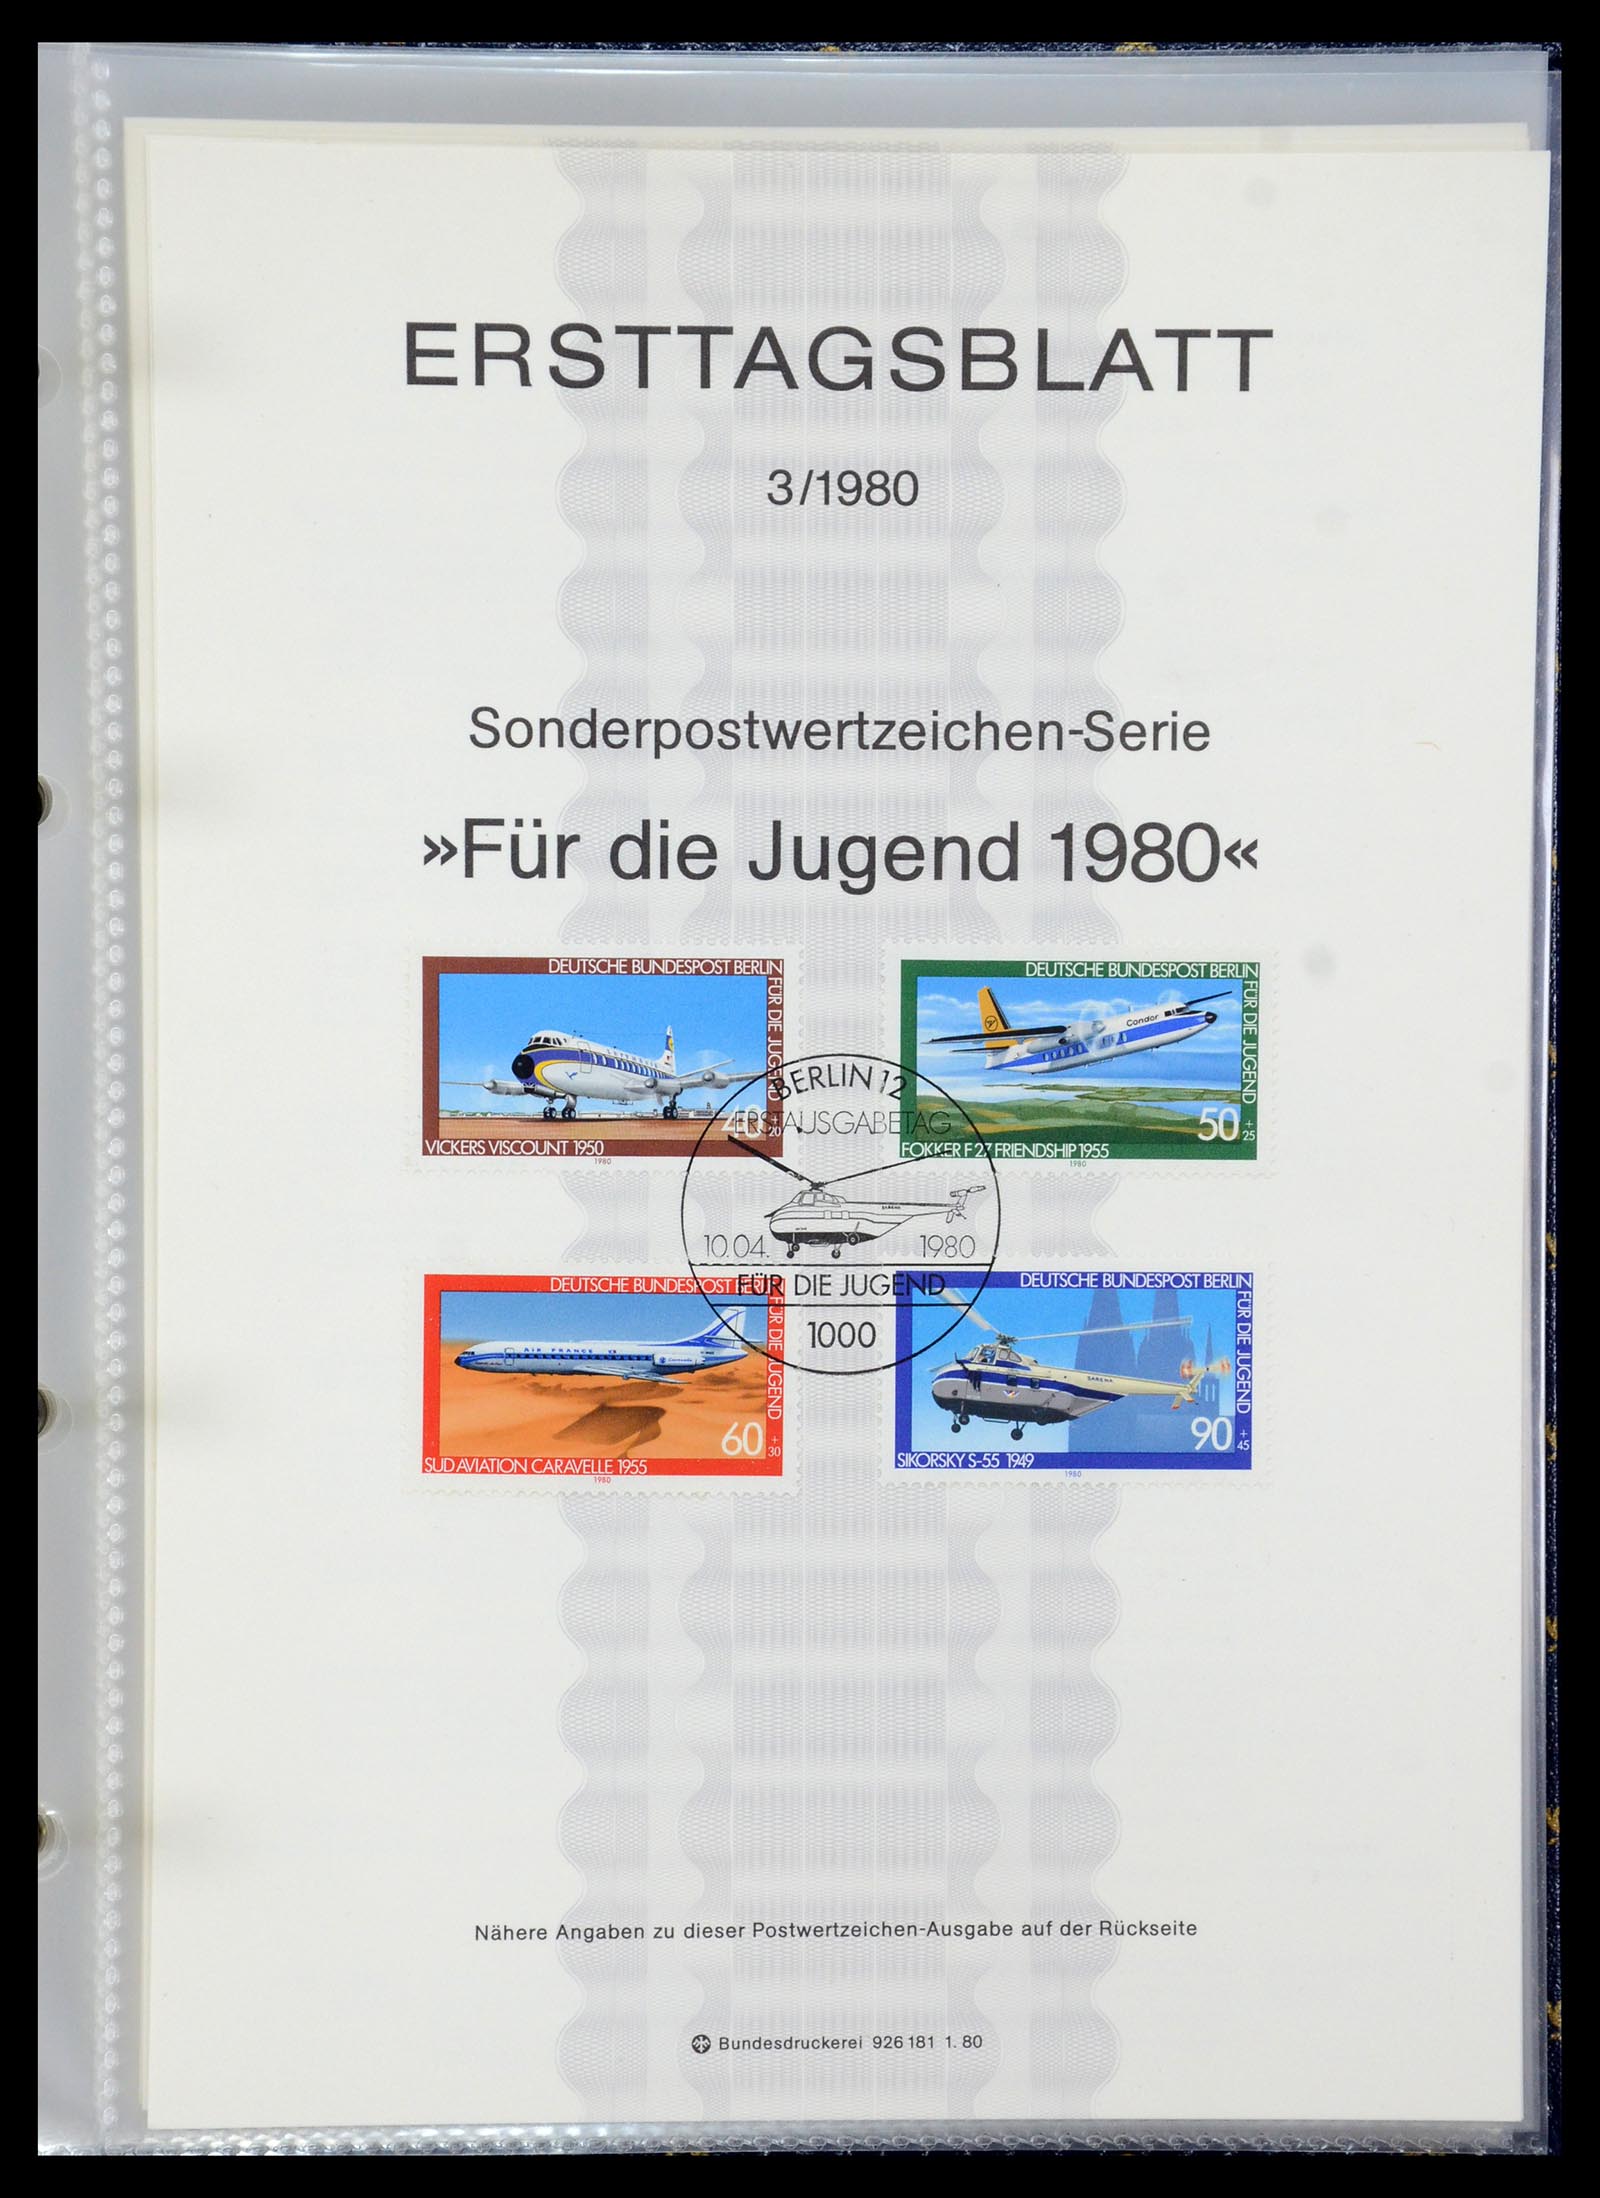 ERSTTAGSBLATT
3/1980
Sonderpostwertzeichen-Serie
»Für die Jugend 1980«
DEUTSCHE BUNDESPOST BERLIN
FÜR DIE JUGEND
40 + 20
VICKERS VISCOUNT 1950
1980
DEUTSCHE BUNDESPOST BERLIN
FÜR DIE JUGEND
Condor
50 + 25
FOKKER F 27 FRIENDSHIP 1955
1980
BERLIN 12
ERSTAUSGABETAG
SABENA
10.04. 1980
FÜR DIE JUGEND
1000
DEUTSCHE BUNDESPOST BERLIN
FÜR DIE JUGEND
AIR FRANCE
Caravelle
60 + 30
SUD AVIATION CARAVELLE 1955
1980
DEUTSCHE BUNDESPOST BERLIN
FÜR DIE JUGEND
SABENA
90 + 45
SIKORSKY S-55 1949
1980
Nähere Angaben zu dieser Postwertzeichen-Ausgabe auf der Rückseite
Bundesdruckerei 926 181 1. 80